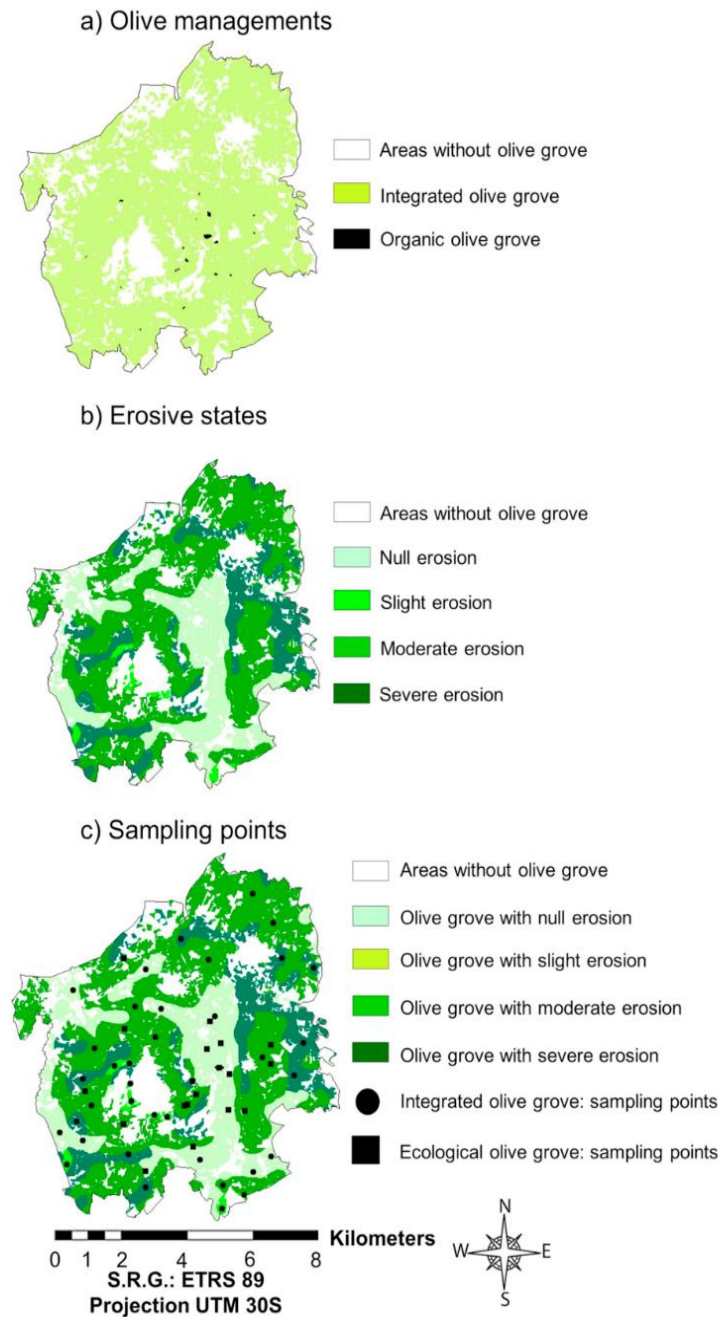 a) Olive managements
Areas without olive grove
Integrated olive grove
Organic olive grove
b) Erosive states
Areas without olive grove
Null erosion
Slight erosion
Moderate erosion
Severe erosion
c) Sampling points
Areas without olive grove
Olive grove with null erosion
Olive grove with slight erosion
Olive grove with moderate erosion
Olive grove with severe erosion
Integrated olive grove: sampling points
Ecological olive grove: sampling points
Kilometers
0 1 2 4 6 8
S.R.G.: ETRS 89
Projection UTM 30S
N
W E
S